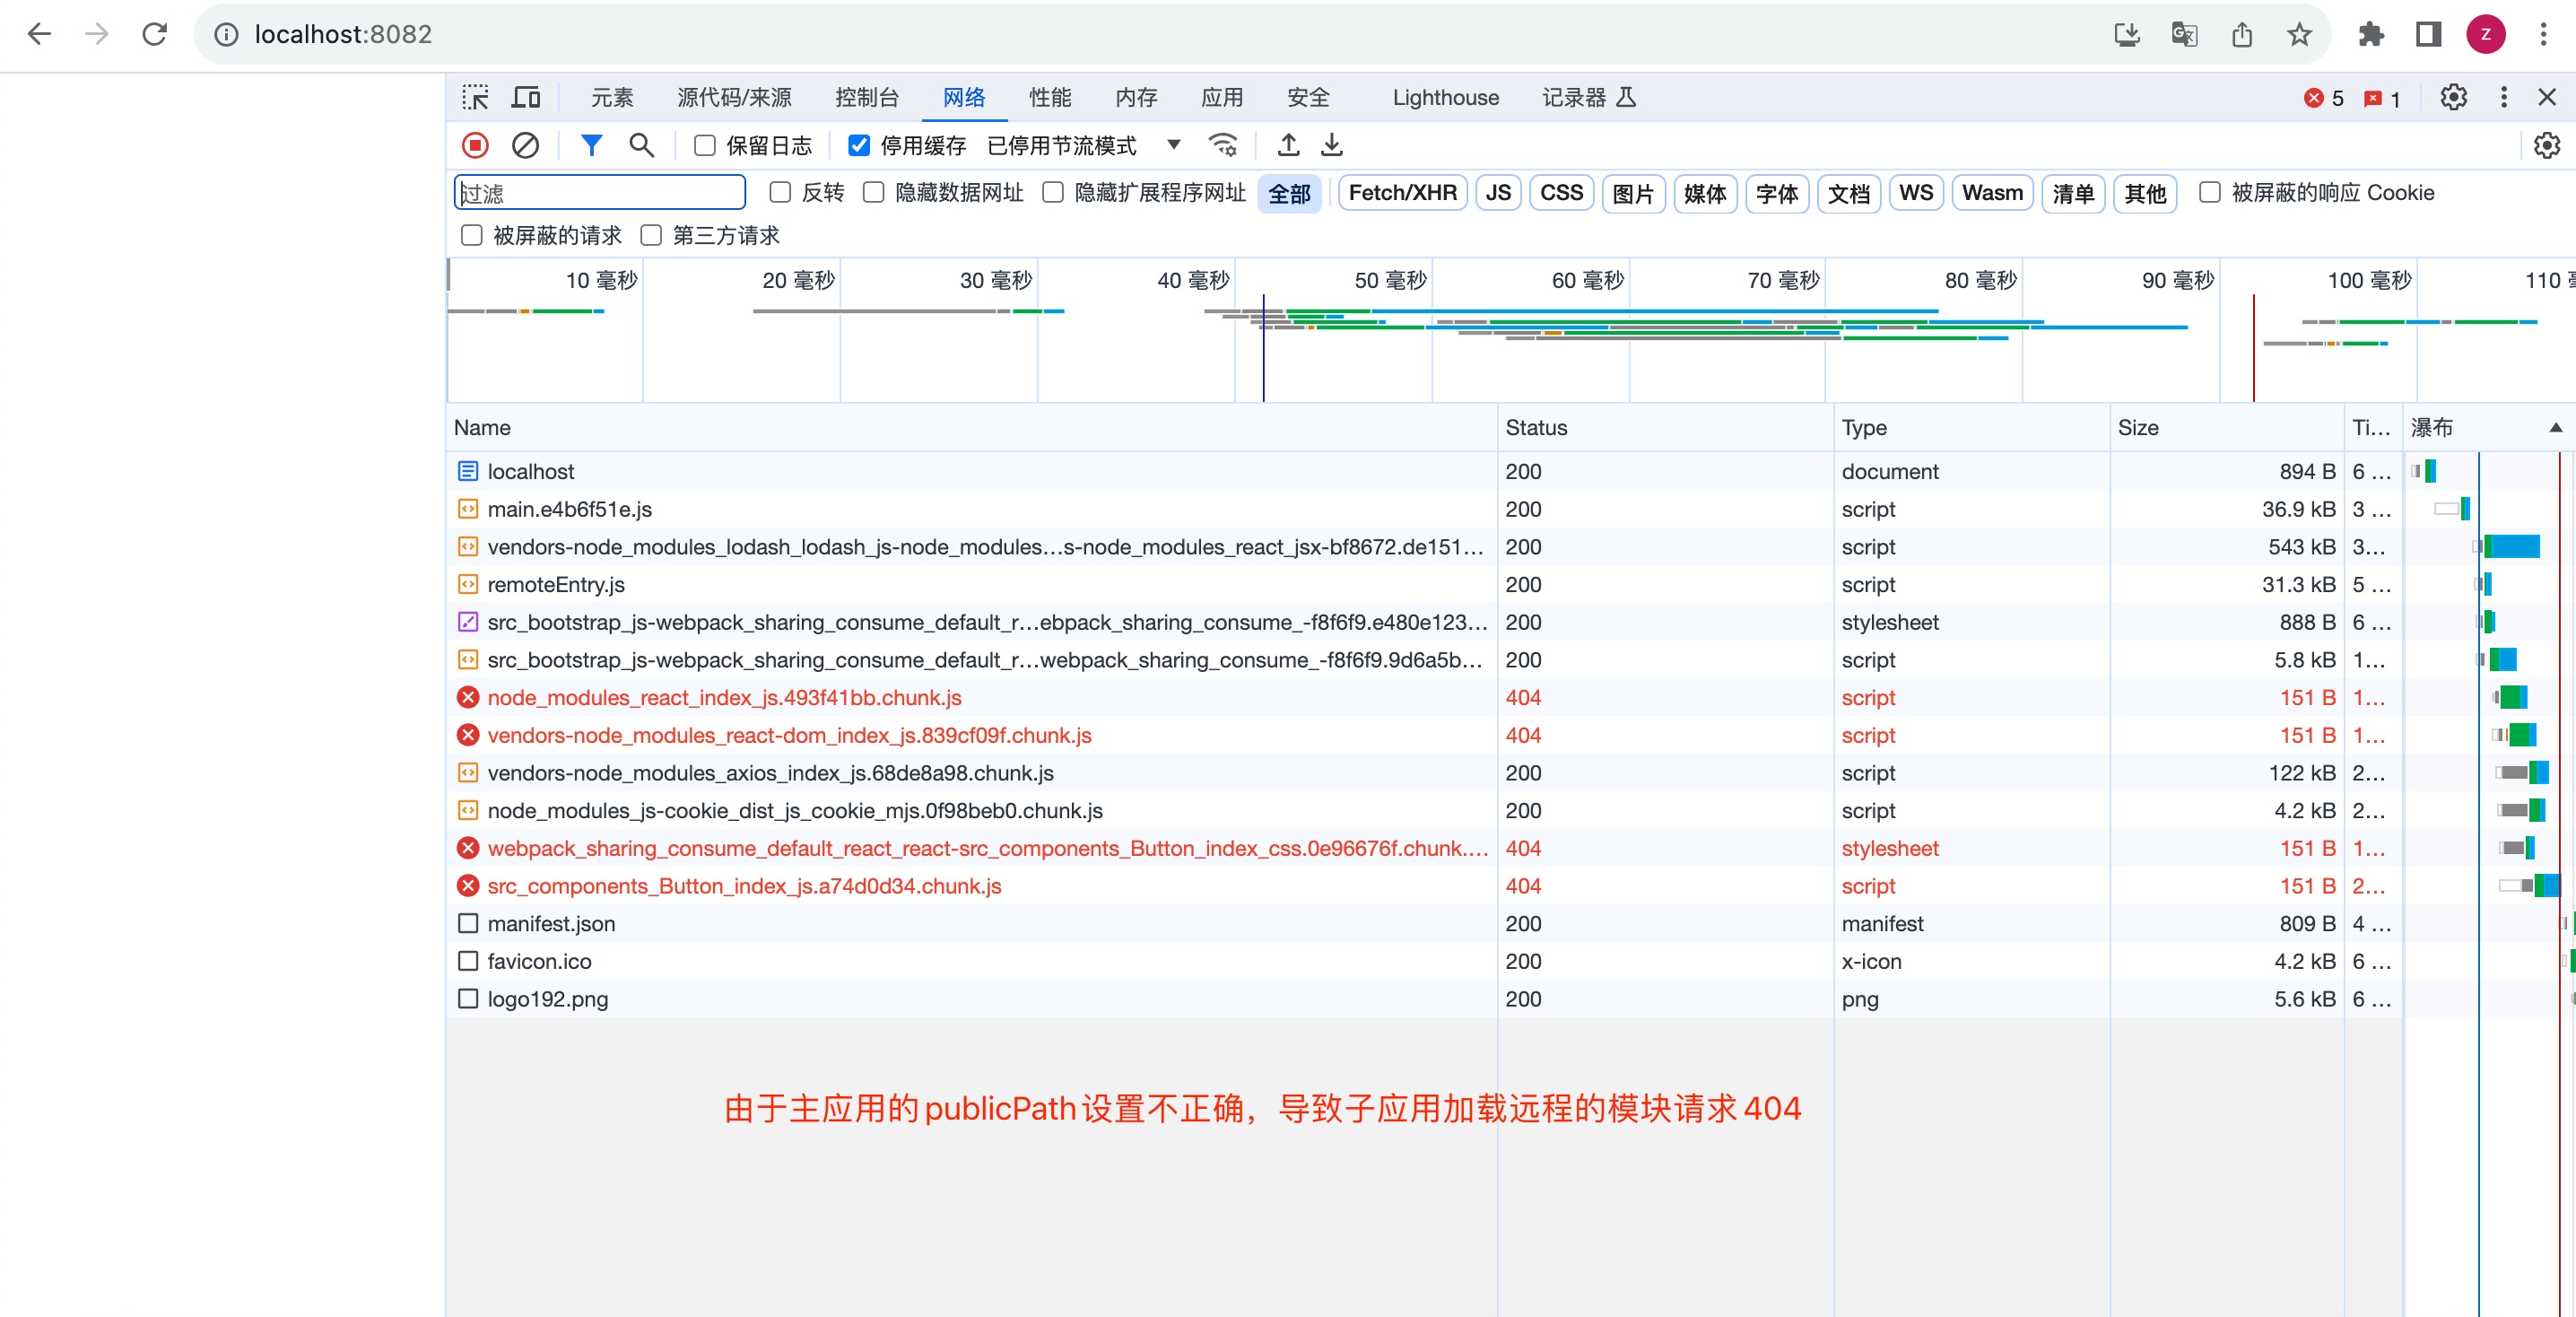 localhost:8082
Z
元素 源代码/来源 控制台 网络 性能 内存 应用 安全 Lighthouse 记录器 5 1
保留日志 停用缓存 已停用节流模式
过滤 反转 隐藏数据网址 隐藏扩展程序网址 全部 Fetch/XHR JS CSS 图片 媒体 字体 文档 WS Wasm 清单 其他 被屏蔽的响应 Cookie
被屏蔽的请求 第三方请求
10 毫秒 20 毫秒 30 毫秒 40 毫秒 50 毫秒 60 毫秒 70 毫秒 80 毫秒 90 毫秒 100 毫秒 110
Name Status Type Size Ti... 瀑布
localhost 200 document 894 B 6 ...
main.e4b6f51e.js 200 script 36.9 kB 3 ...
vendors-node_modules_lodash_lodash_js-node_modules...s-node_modules_react_jsx-bf8672.de151... 200 script 543 kB 3...
remoteEntry.js 200 script 31.3 kB 5 ...
src_bootstrap_js-webpack_sharing_consume_default_r...ebpack_sharing_consume_-f8f6f9.e480e123... 200 stylesheet 888 B 6 ...
src_bootstrap_js-webpack_sharing_consume_default_r...webpack_sharing_consume_-f8f6f9.9d6a5b... 200 script 5.8 kB 1...
node_modules_react_index_js.493f41bb.chunk.js 404 script 151 B 1...
vendors-node_modules_react-dom_index_js.839cf09f.chunk.js 404 script 151 B 1...
vendors-node_modules_axios_index_js.68de8a98.chunk.js 200 script 122 kB 2...
node_modules_js-cookie_dist_js_cookie_mjs.0f98beb0.chunk.js 200 script 4.2 kB 2...
webpack_sharing_consume_default_react_react-src_components_Button_index_css.0e96676f.chunk.... 404 stylesheet 151 B 1...
src_components_Button_index_js.a74d0d34.chunk.js 404 script 151 B 2...
manifest.json 200 manifest 809 B 4 ...
favicon.ico 200 x-icon 4.2 kB 6 ...
logo192.png 200 png 5.6 kB 6 ...
由于主应用的publicPath设置不正确，导致子应用加载远程的模块请求404